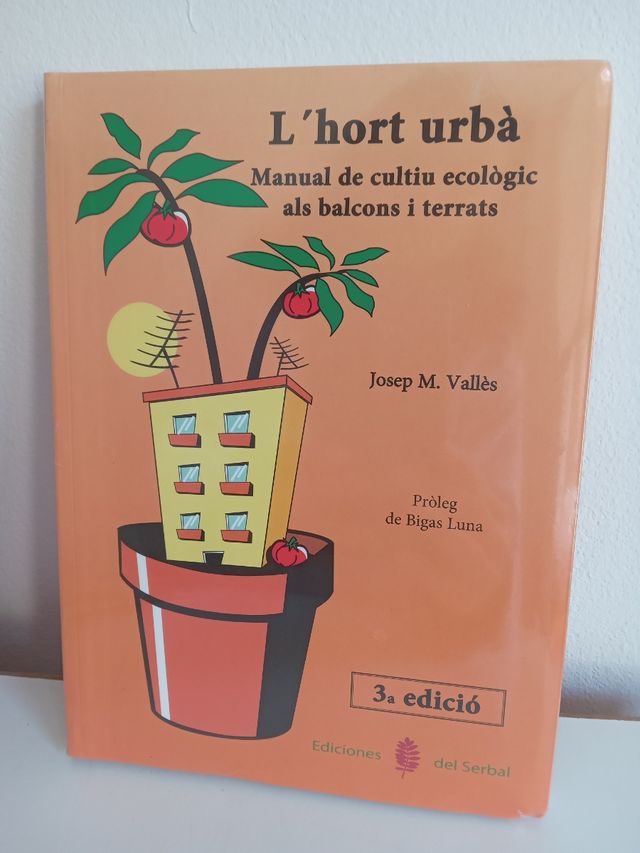 L´hort urbà
Manual de cultiu ecològic
als balcons i terrats
Josep M. Vallès
Pròleg
de Bigas Luna
3a edició
Ediciones del Serbal